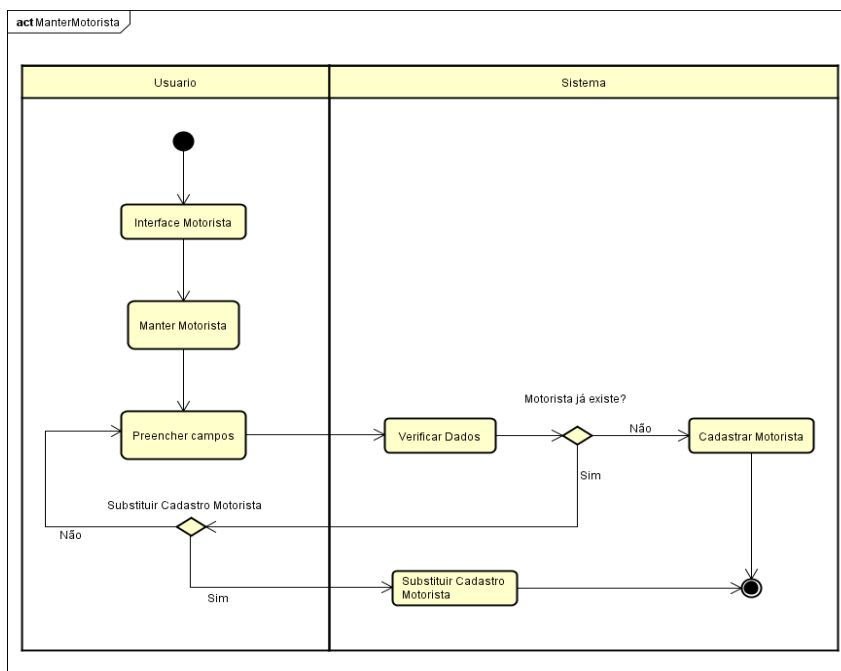 act ManterMotorista
Usuario
Sistema
Interface Motorista
Manter Motorista
Motorista já existe?
Preencher campos
Verificar Dados
Não
Cadastrar Motorista
Sim
Substituir Cadastro Motorista
Não
Substituir Cadastro
Motorista
Sim